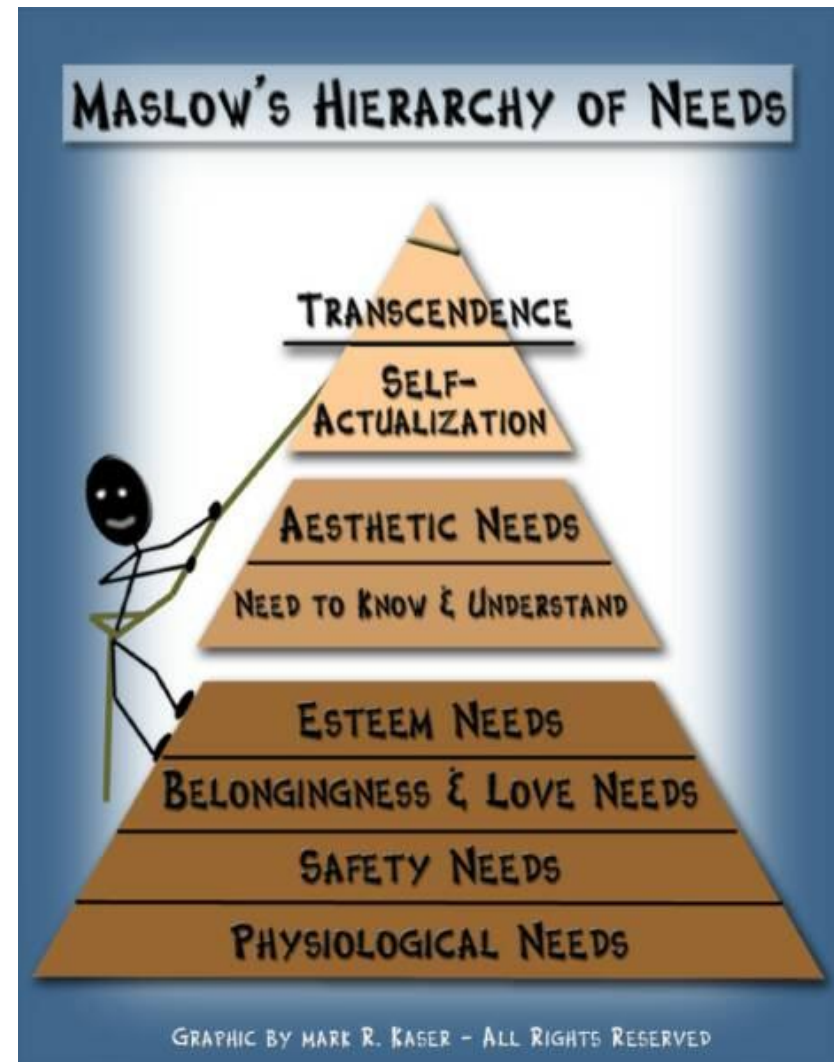 Maslow's Hierarchy of Needs
Transcendence
Self-
Actualization
Aesthetic Needs
Need to Know & Understand
Esteem Needs
Belongingness & Love Needs
Safety Needs
Physiological Needs
Graphic by Mark R. Kaser - All Rights Reserved